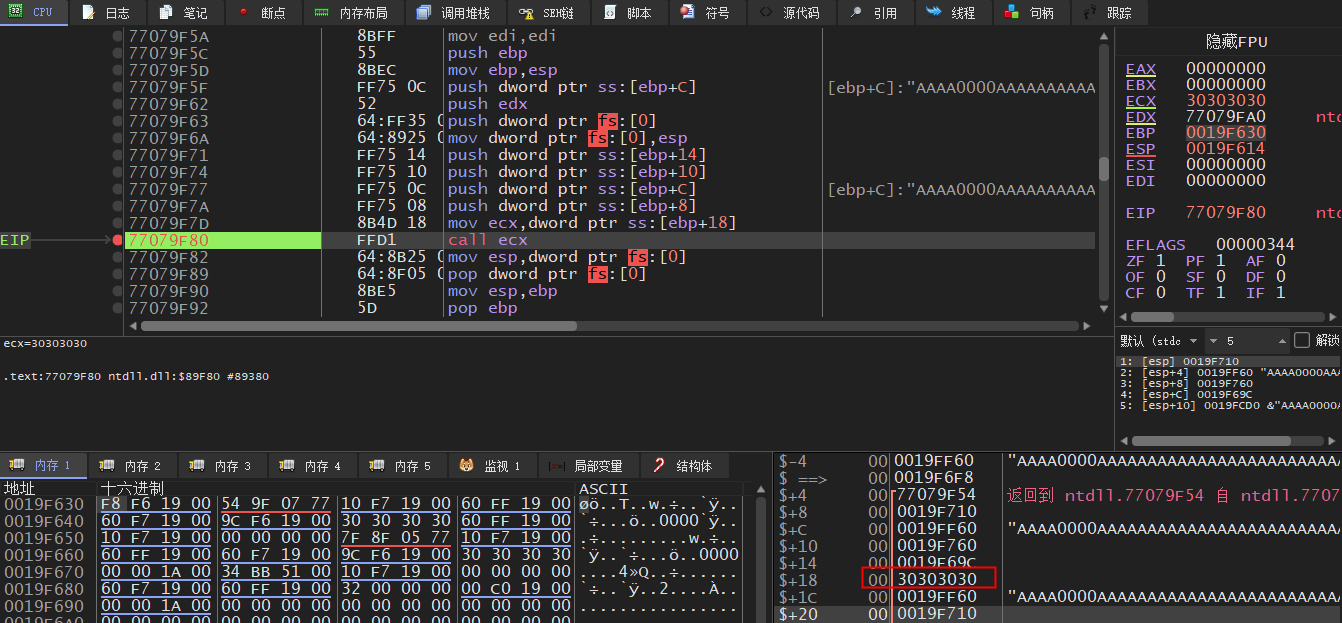 CPU 日志 笔记 断点 内存布局 调用堆栈 SEH链 脚本 符号 源代码 引用 线程 句柄 跟踪
77079F5A 8BFF mov edi,edi
77079F5C 55 push ebp
77079F5D 8BEC mov ebp,esp
77079F5F FF75 0C push dword ptr ss:[ebp+C] [ebp+C]:"AAAA0000AAAAAAAAAAA
77079F62 52 push edx
77079F63 64:FF35 0 push dword ptr fs:[0]
77079F6A 64:8925 0 mov dword ptr fs:[0],esp
77079F71 FF75 14 push dword ptr ss:[ebp+14]
77079F74 FF75 10 push dword ptr ss:[ebp+10]
77079F77 FF75 0C push dword ptr ss:[ebp+C] [ebp+C]:"AAAA0000AAAAAAAAAAA
77079F7A FF75 08 push dword ptr ss:[ebp+8]
77079F7D 8B4D 18 mov ecx,dword ptr ss:[ebp+18]
EIP 77079F80 FFD1 call ecx
77079F82 64:8B25 0 mov esp,dword ptr fs:[0]
77079F89 64:8F05 0 pop dword ptr fs:[0]
77079F90 8BE5 mov esp,ebp
77079F92 5D pop ebp
隐藏FPU
EAX 00000000
EBX 00000000
ECX 30303030
EDX 77079FA0 ntd
EBP 0019F630
ESP 0019F614
ESI 00000000
EDI 00000000
EIP 77079F80 ntd
EFLAGS 00000344
ZF 1 PF 1 AF 0
OF 0 SF 0 DF 0
CF 0 TF 1 IF 1
ecx=30303030
.text:77079F80 ntdll.dll:$89F80 #89380
默认 (stdc 5 解锁
1: [esp] 0019F710
2: [esp+4] 0019FF60 "AAAA0000AAA
3: [esp+8] 0019F760
4: [esp+C] 0019F69C
5: [esp+10] 0019FCD0 &"AAAA0000A
内存 1 内存 2 内存 3 内存 4 内存 5 监视 1 局部变量 结构体
地址 十六进制 ASCII
0019F630 F8 F6 19 00 54 9F 07 77 10 F7 19 00 60 FF 19 00 øö..T..w.÷..`ÿ..
0019F640 60 F7 19 00 9C F6 19 00 30 30 30 30 60 FF 19 00 `÷...ö..0000`ÿ..
0019F650 10 F7 19 00 00 00 00 00 7F 8F 05 77 10 F7 19 00 .÷.........w.÷..
0019F660 60 FF 19 00 60 F7 19 00 9C F6 19 00 30 30 30 30 `ÿ..`÷...ö..0000
0019F670 00 00 1A 00 34 BB 51 00 10 F7 19 00 00 00 00 00 ....4»Q..÷......
0019F680 60 F7 19 00 60 FF 19 00 32 00 00 00 00 C0 19 00 `÷..`ÿ..2....À..
0019F690 00 00 1A 00 00 00 00 00 00 00 00 00 00 00 00 00 ................
$-4 00 0019FF60 "AAAA0000AAAAAAAAAAAAAAAAAAAAAAAA
$ ==> 00 0019F6F8
$+4 00 77079F54 返回到 ntdll.77079F54 自 ntdll.7707
$+8 00 0019F710
$+C 00 0019FF60 "AAAA0000AAAAAAAAAAAAAAAAAAAAAAAA
$+10 00 0019F760
$+14 00 0019F69C
$+18 00 30303030
$+1C 00 0019FF60 "AAAA0000AAAAAAAAAAAAAAAAAAAAAAAA
$+20 00 0019F710